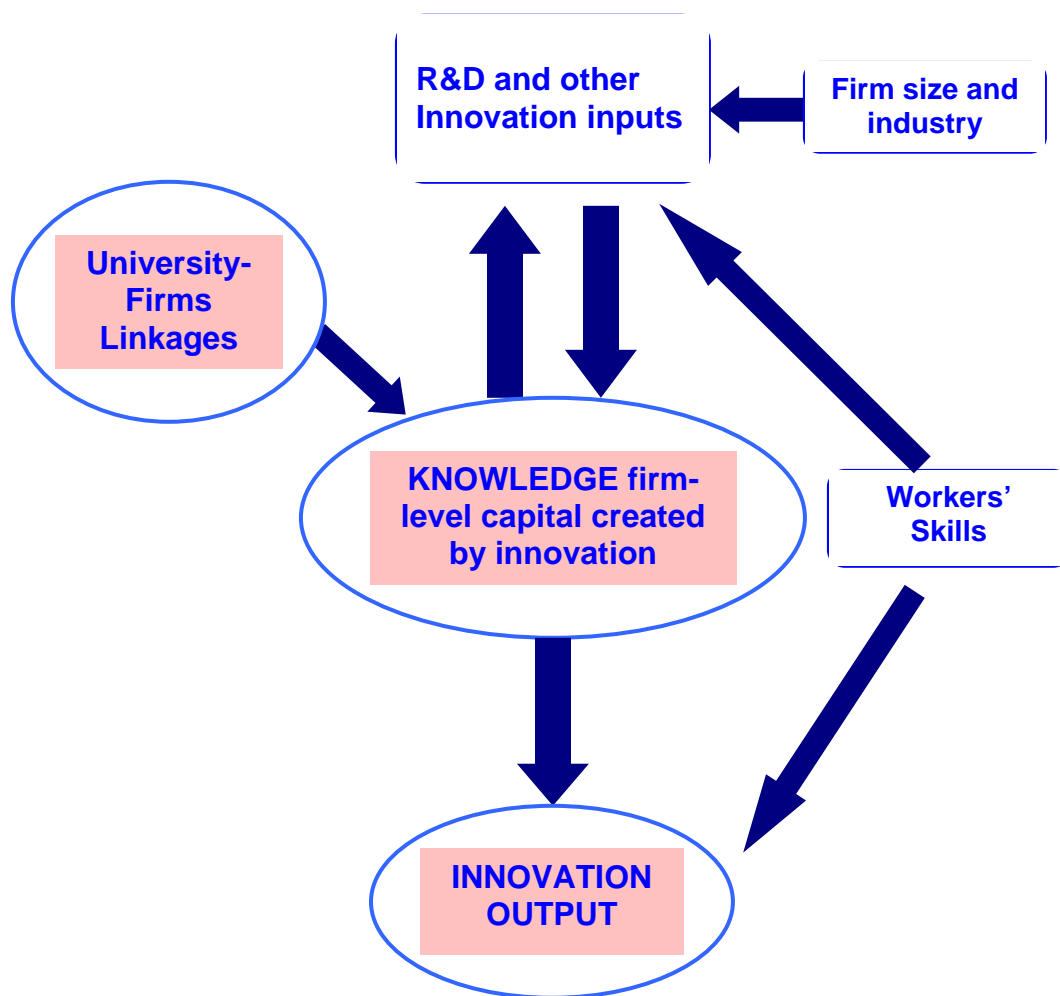 R&D and other
Innovation inputs
Firm size and
industry
University-
Firms
Linkages
KNOWLEDGE firm-
level capital created
by innovation
Workers’
Skills
INNOVATION
OUTPUT